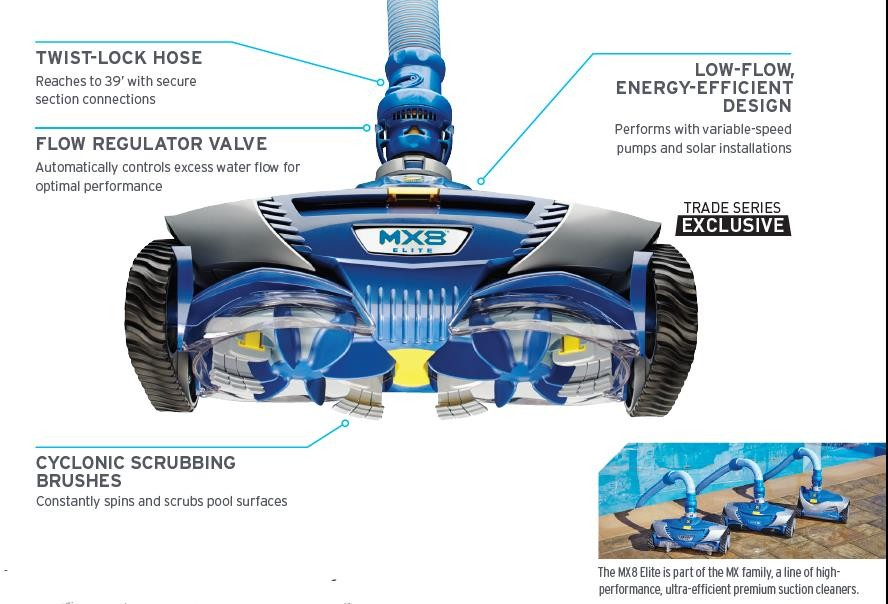 TWIST-LOCK HOSE
Reaches to 39' with secure
section connections
FLOW REGULATOR VALVE
Automatically controls excess water flow for
optimal performance
LOW-FLOW,
ENERGY-EFFICIENT
DESIGN
Performs with variable-speed
pumps and solar installations
TRADE SERIES
EXCLUSIVE
MX8
ELITE
CYCLONIC SCRUBBING
BRUSHES
Constantly spins and scrubs pool surfaces
The MX8 Elite is part of the MX family, a line of high-
performance, ultra-efficient premium suction cleaners.